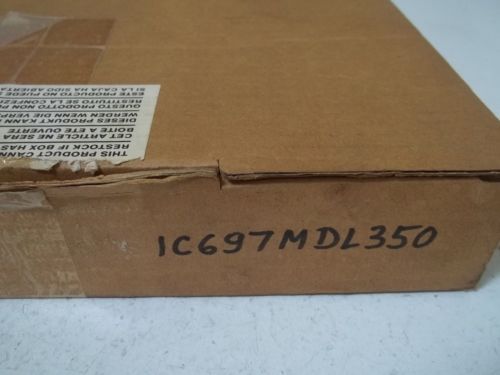 THIS PRODUCT CANN
RESTOCK IF BOX HAS
CET ARTICLE NE SERA
BOITE A ETE OUVERTE
DIESES PRODUKT KANN
WERDEN WENN DIE VERP
QUESTO PRODOTTO NON P
RESTITUITO SE LA CONFEZI
ESTE PRODUCTO NO PUEDE S
SI LA CAJA HA SIDO ABIERTA
IC697MDL350